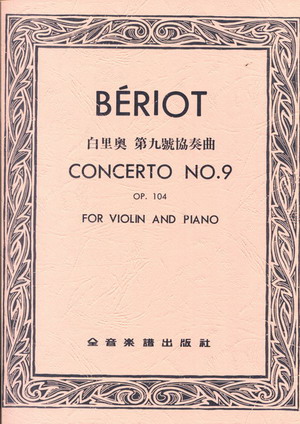 BÉRIOT
白里奧 第九號協奏曲
CONCERTO NO.9
OP. 104
FOR VIOLIN AND PIANO
全音樂譜出版社